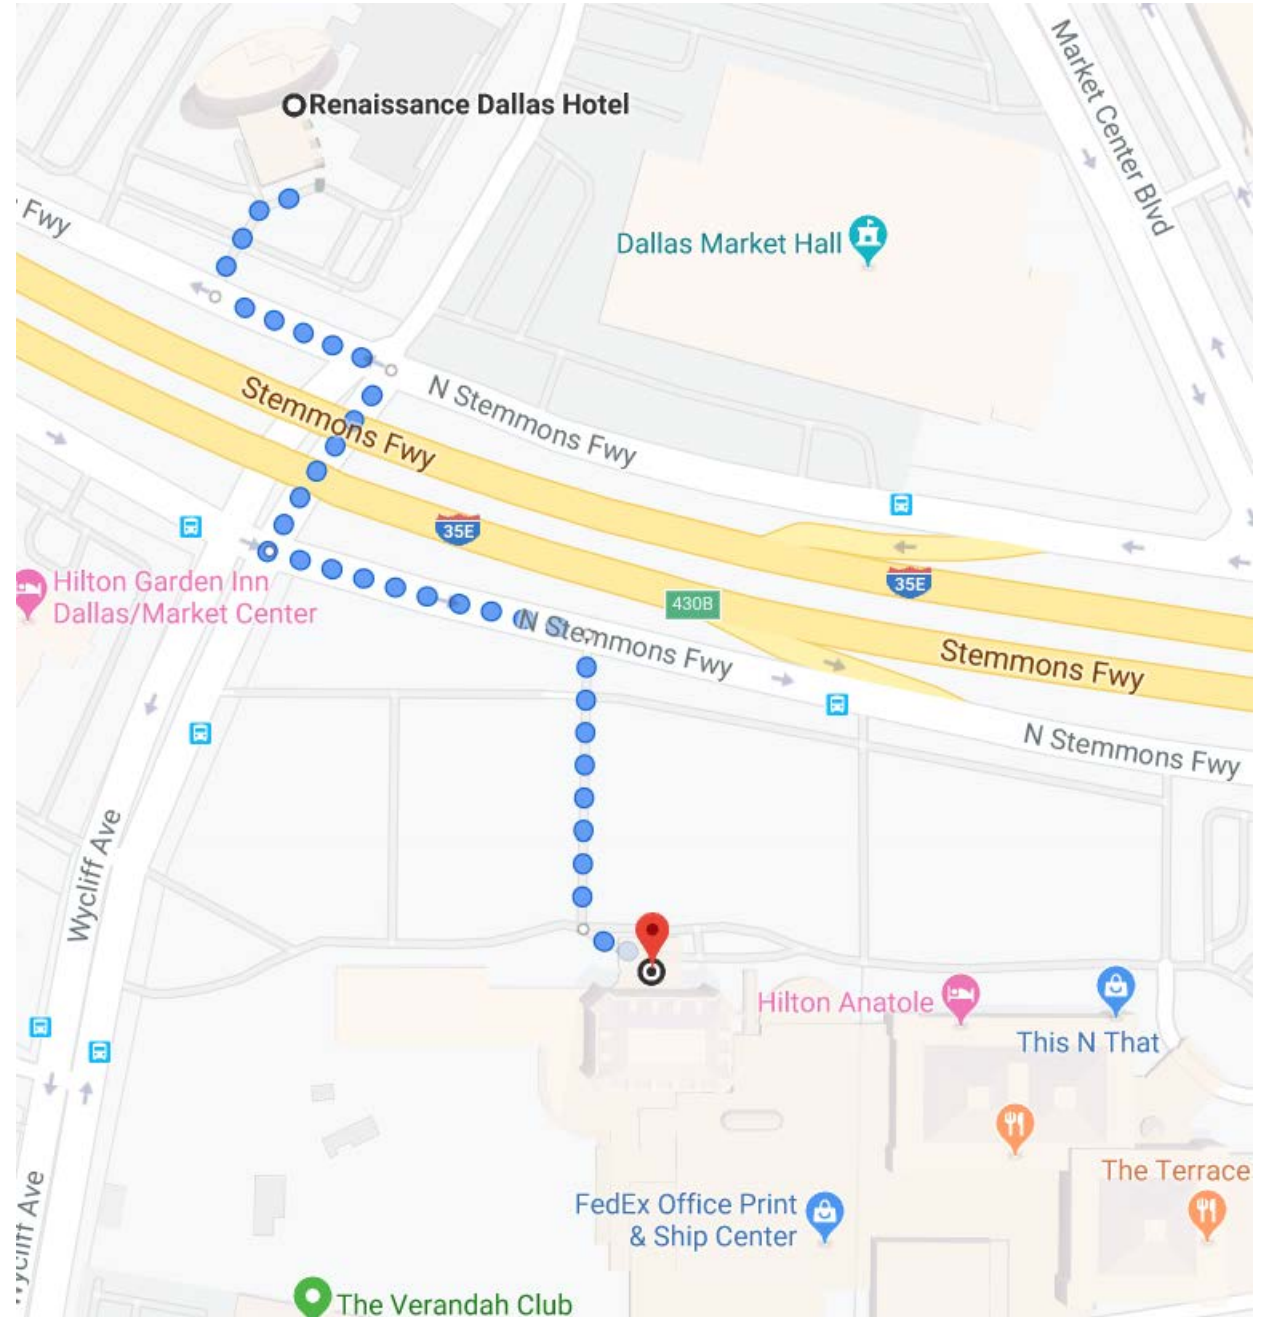 Renaissance Dallas Hotel
Market Center Blvd
Fwy
Dallas Market Hall
N Stemmons Fwy
Stemmons Fwy
35E
35E
Hilton Garden Inn
Dallas/Market Center
430B
N Stemmons Fwy
Stemmons Fwy
N Stemmons Fwy
Wycliff Ave
Hilton Anatole
This N That
The Terrace
Wycliff Ave
FedEx Office Print
& Ship Center
The Verandah Club